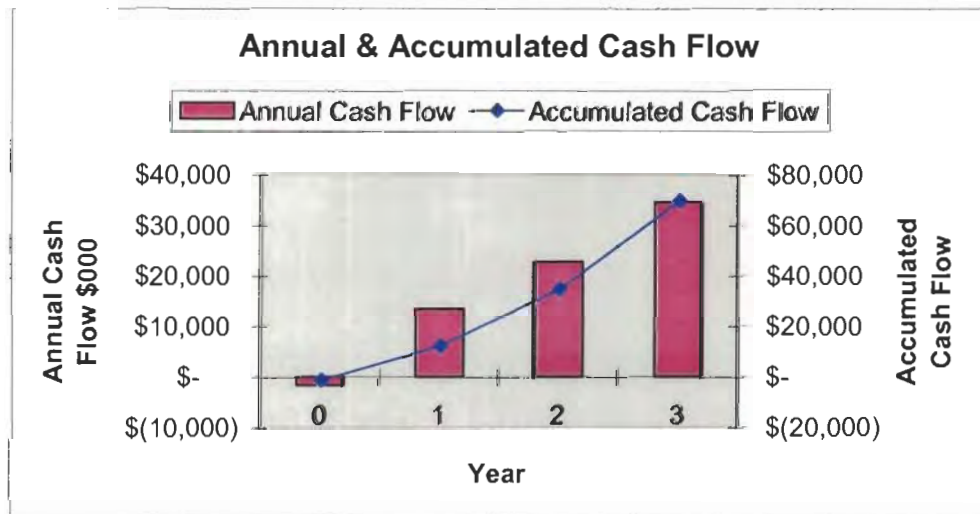 Annual & Accumulated Cash Flow
Annual Cash Flow Accumulated Cash Flow
Annual Cash
Flow $000
$40,000
$30,000
$20,000
$10,000
$-
$(10,000)
0 1 2 3
Year
$80,000
$60,000
$40,000
$20,000
$-
$(20,000)
Accumulated
Cash Flow